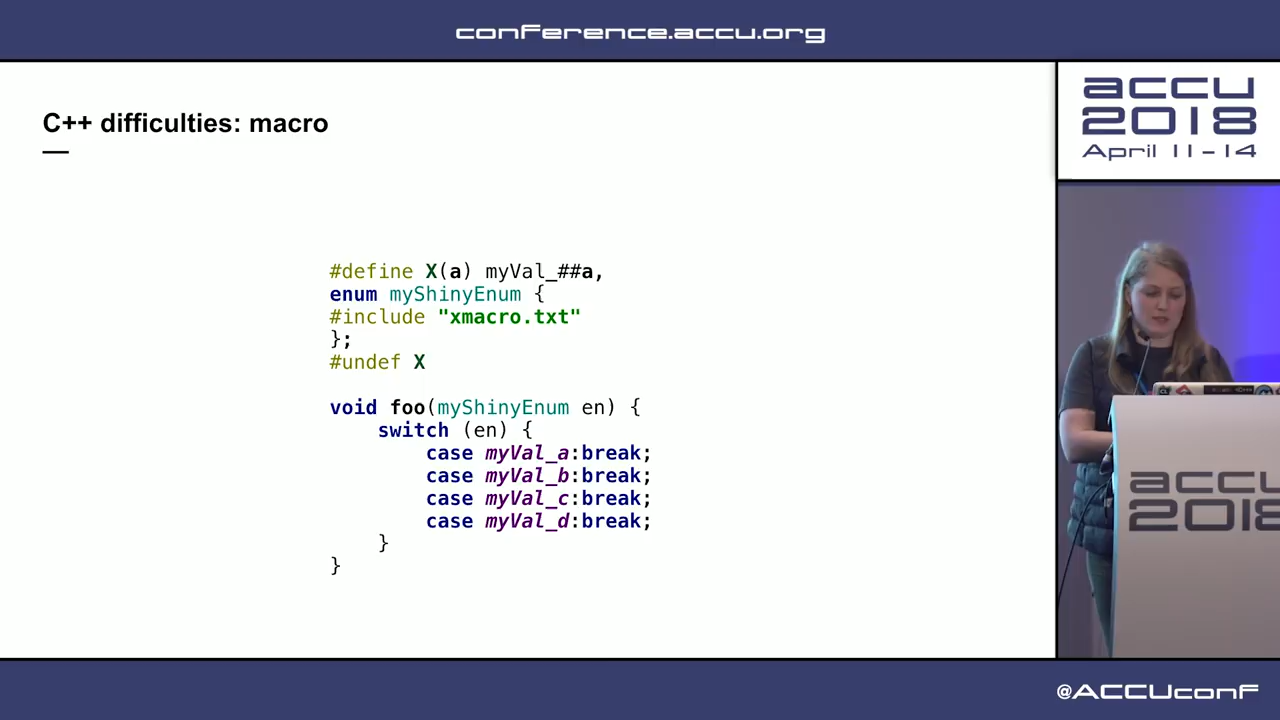 conference.accu.org
C++ difficulties: macro
#define X(a) myVal_##a,
enum myShinyEnum {
#include "xmacro.txt"
};
#undef X
void foo(myShinyEnum en) {
switch (en) {
case myVal_a:break;
case myVal_b:break;
case myVal_c:break;
case myVal_d:break;
}
}
accu
2018
April 11-14
accu
2018
@ACCUconf